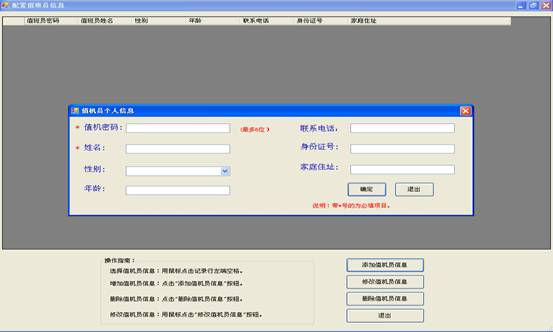 配置值班员信息
值班员密码 值班员姓名 性别 年龄 联系电话 身份证号 家庭住址
值机员个人信息
* 值机密码: (最多6位) 联系电话:
* 姓名: 身份证号:
性别: 家庭住址:
年龄: 确定 退出
说明:带*号的为必填项目。
操作指南:
选择值机员信息:用鼠标点击记录行左端空格。
增加值机员信息:点击"添加值机员信息"按钮。
删除值机员信息:点击"删除值机员信息"按钮。
修改值机员信息:用鼠标点击"修改值机员信息"按钮。
添加值机员信息
修改值机员信息
删除值机员信息
退出